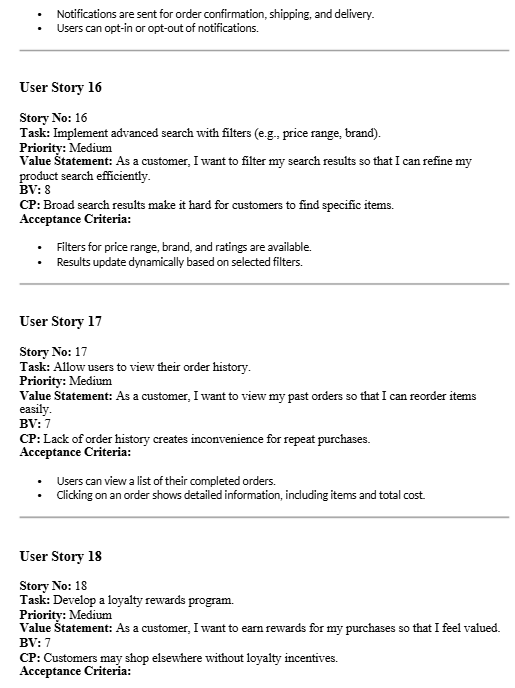 • Notifications are sent for order confirmation, shipping, and delivery.
• Users can opt-in or opt-out of notifications.
User Story 16
Story No: 16
Task: Implement advanced search with filters (e.g., price range, brand).
Priority: Medium
Value Statement: As a customer, I want to filter my search results so that I can refine my
product search efficiently.
BV: 8
CP: Broad search results make it hard for customers to find specific items.
Acceptance Criteria:
• Filters for price range, brand, and ratings are available.
• Results update dynamically based on selected filters.
User Story 17
Story No: 17
Task: Allow users to view their order history.
Priority: Medium
Value Statement: As a customer, I want to view my past orders so that I can reorder items
easily.
BV: 7
CP: Lack of order history creates inconvenience for repeat purchases.
Acceptance Criteria:
• Users can view a list of their completed orders.
• Clicking on an order shows detailed information, including items and total cost.
User Story 18
Story No: 18
Task: Develop a loyalty rewards program.
Priority: Medium
Value Statement: As a customer, I want to earn rewards for my purchases so that I feel valued.
BV: 7
CP: Customers may shop elsewhere without loyalty incentives.
Acceptance Criteria: